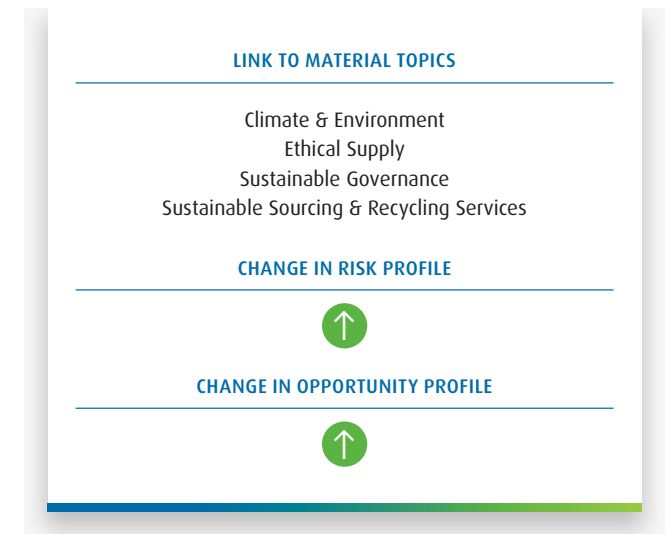 LINK TO MATERIAL TOPICS
Climate & Environment
Ethical Supply
Sustainable Governance
Sustainable Sourcing & Recycling Services
CHANGE IN RISK PROFILE
CHANGE IN OPPORTUNITY PROFILE